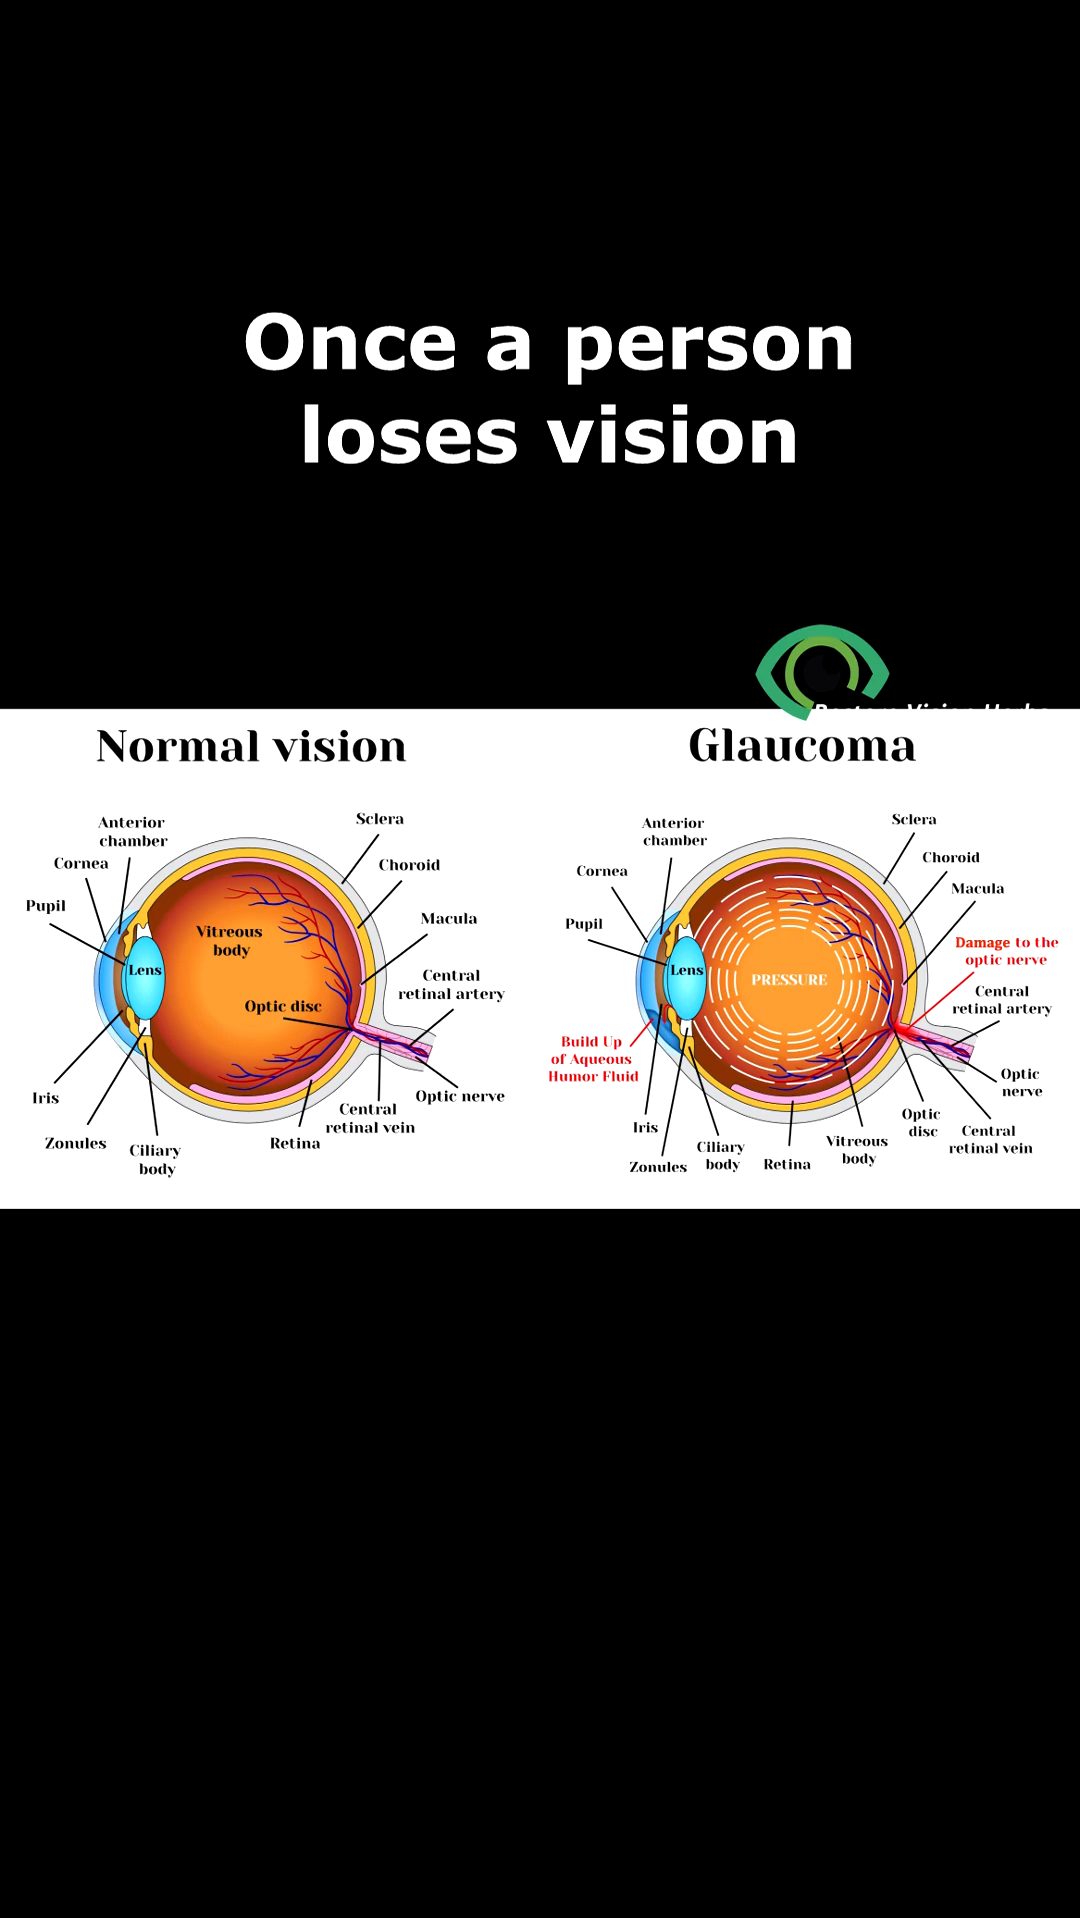 Once a person
loses vision
Restore Vision Herbs
Normal vision
Anterior
chamber
Cornea
Pupil
Lens
Iris
Zonules
Ciliary
body
Vitreous
body
Optic disc
Sclera
Choroid
Macula
Central
retinal artery
Optic nerve
Central
retinal vein
Retina
Glaucoma
Anterior
chamber
Cornea
Pupil
Lens
Build Up
of Aqueous
Humor Fluid
Iris
Zonules
Ciliary
body
Retina
Vitreous
body
PRESSURE
Sclera
Choroid
Macula
Damage to the
optic nerve
Central
retinal artery
Optic
nerve
Optic
disc
Central
retinal vein